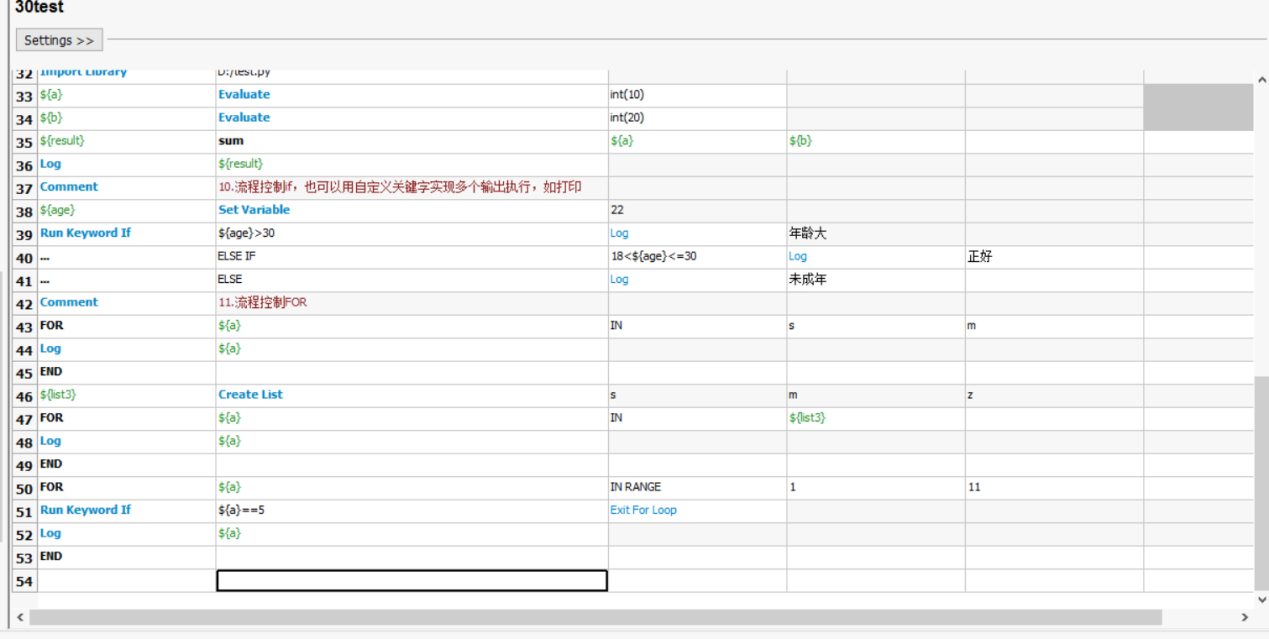 30test
Settings >>
32 Import Library D:/test.py
33 ${a} Evaluate int(10)
34 ${b} Evaluate int(20)
35 ${result} sum ${a} ${b}
36 Log ${result}
37 Comment 10.流程控制if，也可以用自定义关键字实现多个输出执行，如打印
38 ${age} Set Variable 22
39 Run Keyword If ${age}>30 Log 年龄大
40 ... ELSE IF 18<${age}<=30 Log 正好
41 ... ELSE Log 未成年
42 Comment 11.流程控制FOR
43 FOR ${a} IN s m
44 Log ${a}
45 END
46 ${list3} Create List s m z
47 FOR ${a} IN ${list3}
48 Log ${a}
49 END
50 FOR ${a} IN RANGE 1 11
51 Run Keyword If ${a}==5 Exit For Loop
52 Log ${a}
53 END
54